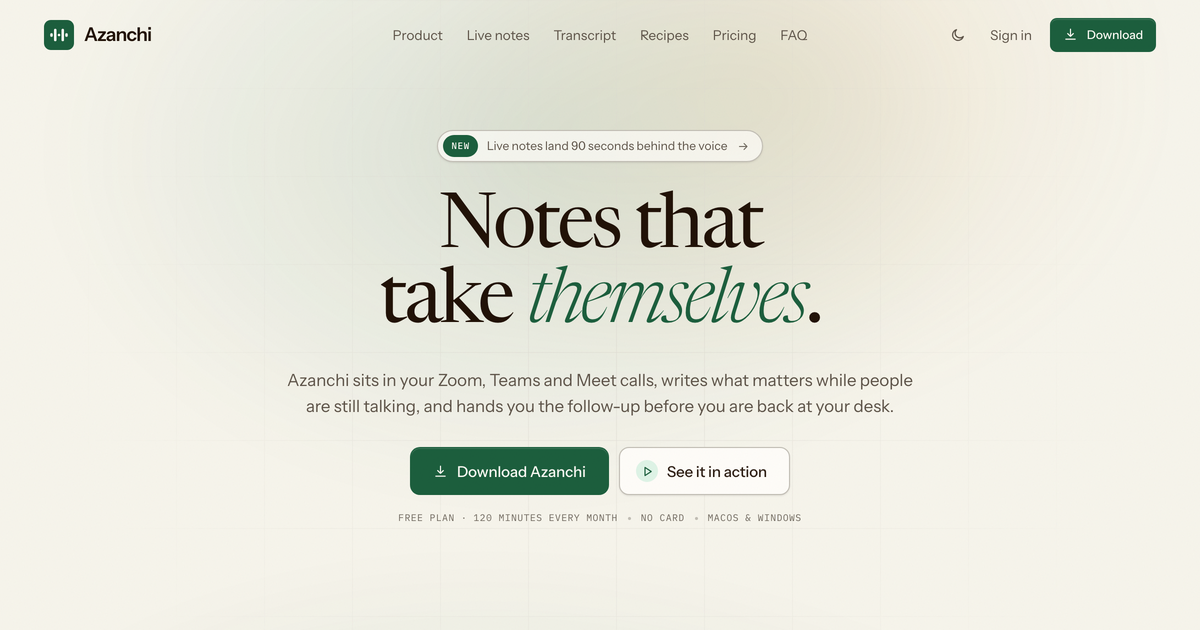 Azanchi
Product Live notes Transcript Recipes Pricing FAQ
Sign in
Download
NEW Live notes land 90 seconds behind the voice →
Notes that
take themselves.
Azanchi sits in your Zoom, Teams and Meet calls, writes what matters while people
are still talking, and hands you the follow-up before you are back at your desk.
Download Azanchi
See it in action
FREE PLAN · 120 MINUTES EVERY MONTH • NO CARD • MACOS & WINDOWS